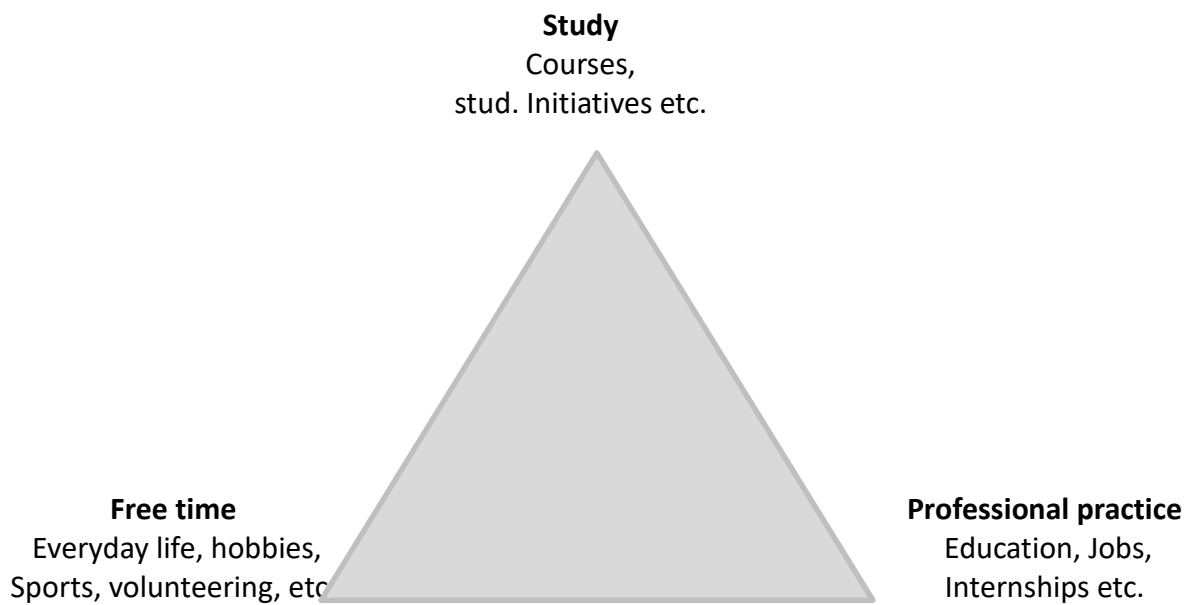 Study
Courses,
stud. Initiatives etc.
Free time
Everyday life, hobbies,
Sports, volunteering, etc
Professional practice
Education, Jobs,
Internships etc.